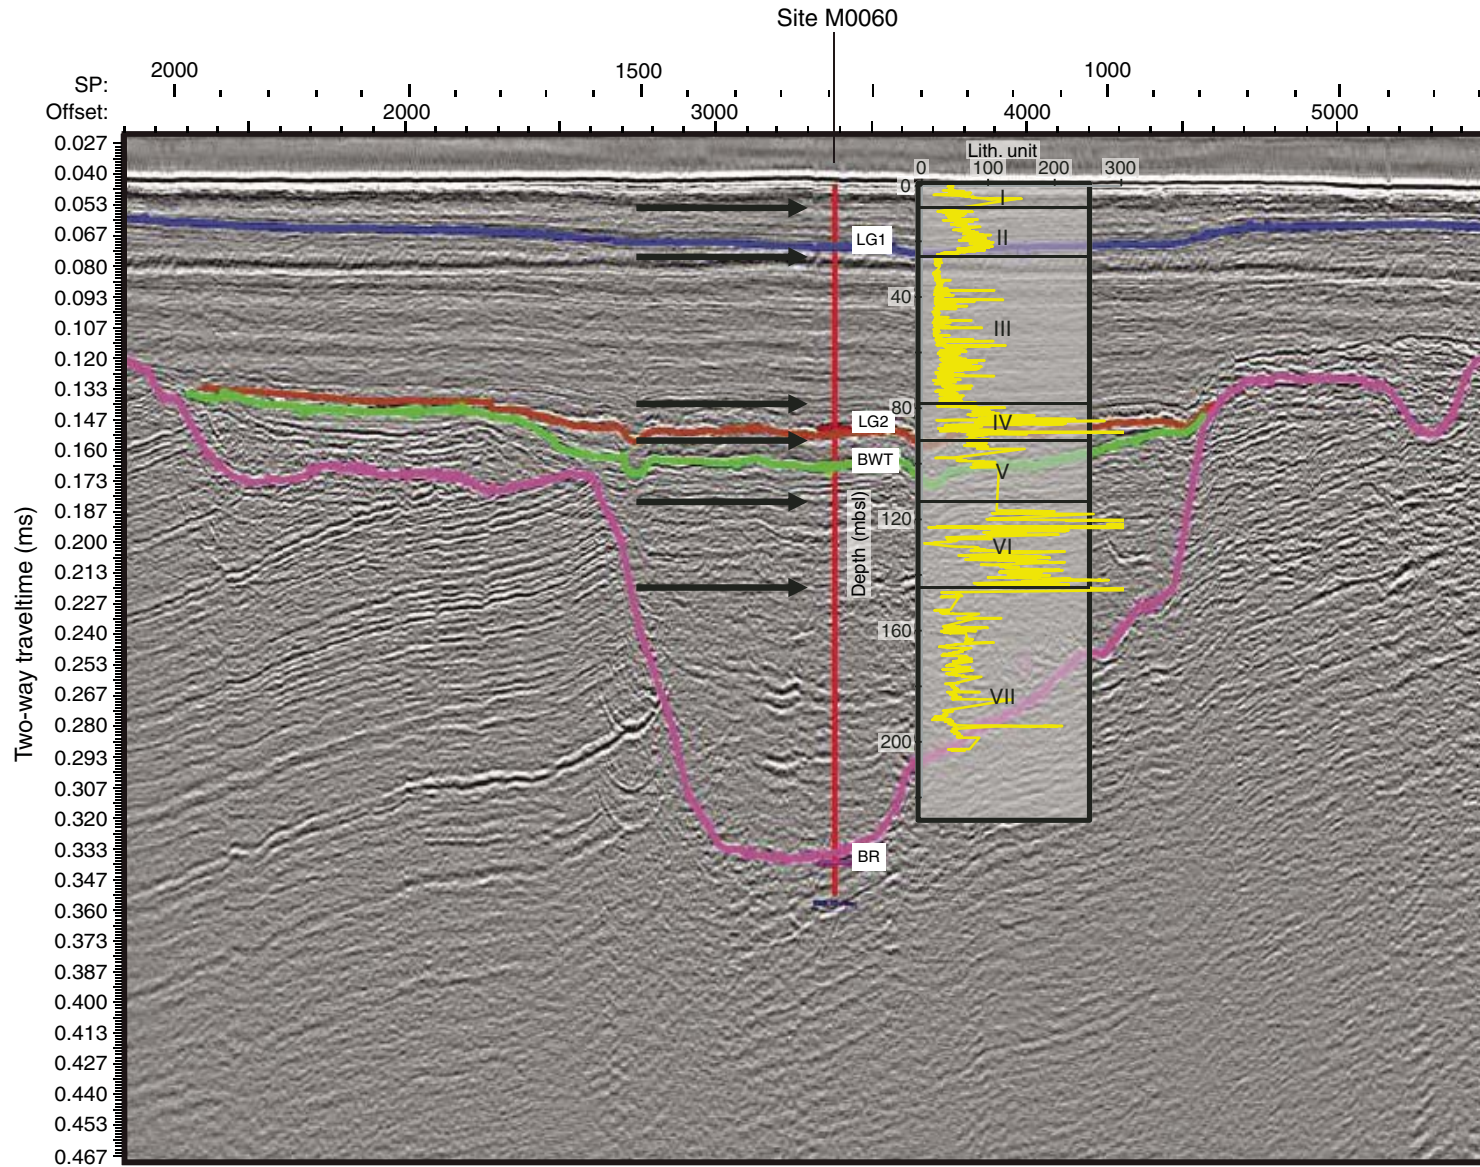 Site M0060
SP: 2000 1500 1000
Offset: 2000 3000 4000 5000
Lith. unit
0 100 200 300
0.027
0.040
0.053
0.067
0.080
0.093
0.107
0.120
0.133
0.147
0.160
0.173
0.187
0.200
0.213
0.227
0.240
0.253
0.267
0.280
0.293
0.307
0.320
0.333
0.347
0.360
0.373
0.387
0.400
0.413
0.427
0.440
0.453
0.467
Two-way traveltime (ms)
LG1
LG2
BWT
BR
Depth (mbsl)
0
40
80
120
160
200
I
II
III
IV
V
VI
VII